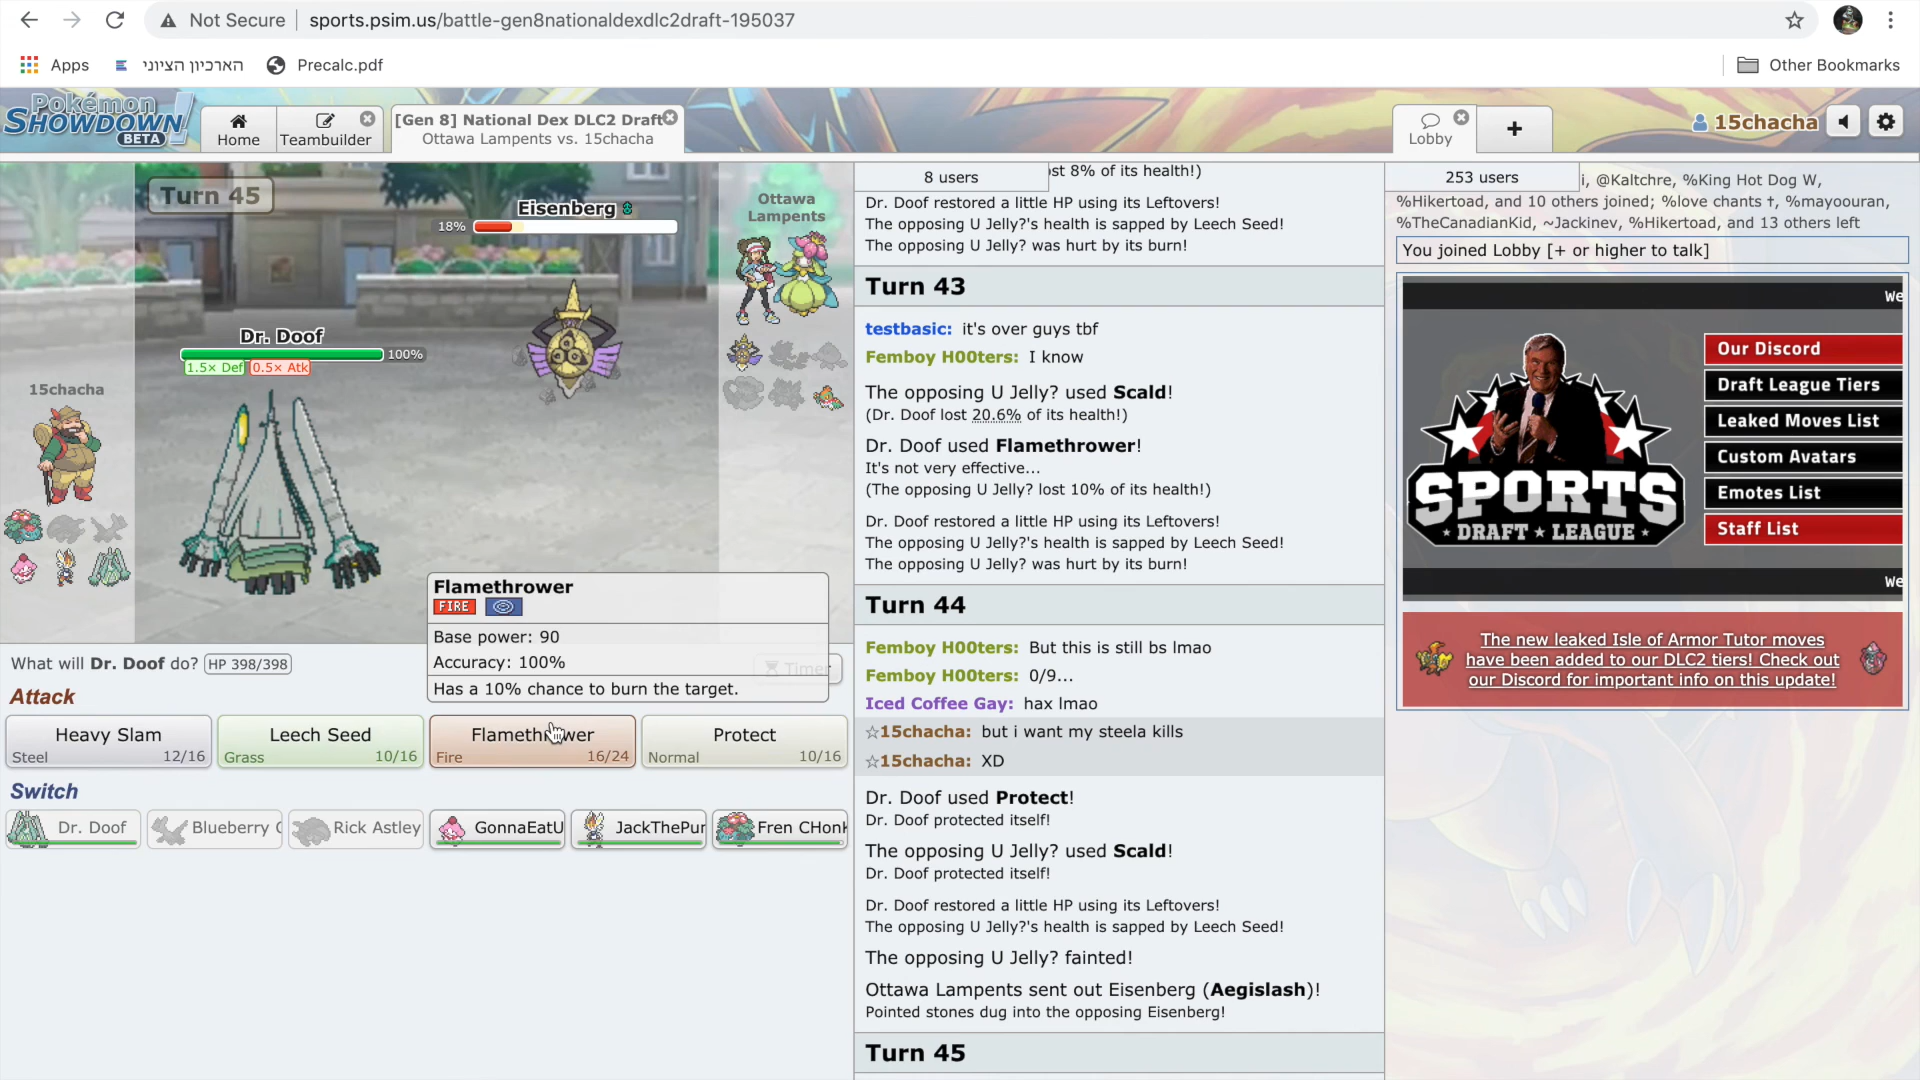 Not Secure
sports.psim.us/battle-gen8nationaldexdlc2draft-195037
Apps
הארכיון הציוני
Precalc.pdf
Other Bookmarks
Pokémon
SHOWDOWN
BETA
Home
Teambuilder
[Gen 8] National Dex DLC2 Draft
Ottawa Lampents vs. 15chacha
Lobby
15chacha
Turn 45
Eisenberg
18%
Ottawa
Lampents
Dr. Doof
100%
1.5× Def 0.5× Atk
15chacha
Flamethrower
FIRE
Base power: 90
Accuracy: 100%
Has a 10% chance to burn the target.
What will Dr. Doof do? HP 398/398
Timer
Attack
Heavy Slam
Steel 12/16
Leech Seed
Grass 10/16
Flamethrower
Fire 16/24
Protect
Normal 10/16
Switch
Dr. Doof
Blueberry C
Rick Astley
GonnaEatU
JackThePur
Fren CHonk
8 users
st 8% of its health!)
Dr. Doof restored a little HP using its Leftovers!
The opposing U Jelly?'s health is sapped by Leech Seed!
The opposing U Jelly? was hurt by its burn!
Turn 43
testbasic: it's over guys tbf
Femboy H00ters: I know
The opposing U Jelly? used Scald!
(Dr. Doof lost 20.6% of its health!)
Dr. Doof used Flamethrower!
It's not very effective...
(The opposing U Jelly? lost 10% of its health!)
Dr. Doof restored a little HP using its Leftovers!
The opposing U Jelly?'s health is sapped by Leech Seed!
The opposing U Jelly? was hurt by its burn!
Turn 44
Femboy H00ters: But this is still bs lmao
Femboy H00ters: 0/9...
Iced Coffee Gay: hax lmao
☆15chacha: but i want my steela kills
☆15chacha: XD
Dr. Doof used Protect!
Dr. Doof protected itself!
The opposing U Jelly? used Scald!
Dr. Doof protected itself!
Dr. Doof restored a little HP using its Leftovers!
The opposing U Jelly?'s health is sapped by Leech Seed!
The opposing U Jelly? fainted!
Ottawa Lampents sent out Eisenberg (Aegislash)!
Pointed stones dug into the opposing Eisenberg!
Turn 45
253 users
i, @Kaltchre, %King Hot Dog W,
%Hikertoad, and 10 others joined; %love chants †, %mayoouran,
%TheCanadianKid, ~Jackinev, %Hikertoad, and 13 others left
You joined Lobby [+ or higher to talk]
We
SPORTS
DRAFT ★ LEAGUE
Our Discord
Draft League Tiers
Leaked Moves List
Custom Avatars
Emotes List
Staff List
We
The new leaked Isle of Armor Tutor moves
have been added to our DLC2 tiers! Check out
our Discord for important info on this update!